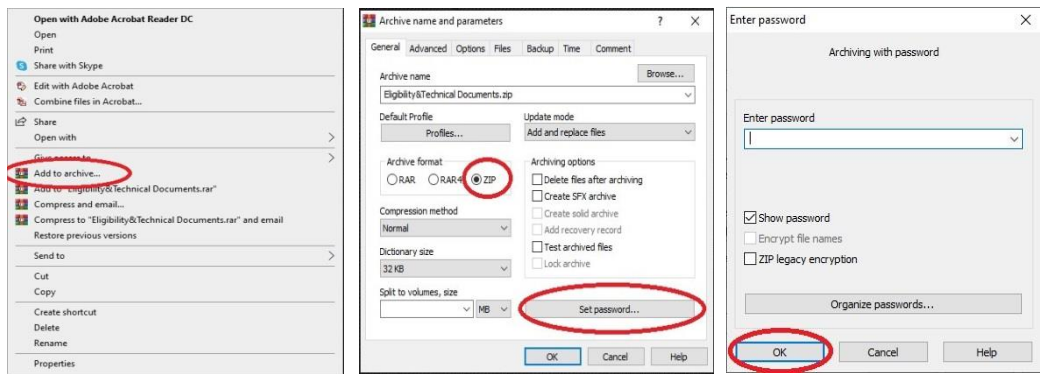 Open with Adobe Acrobat Reader DC
Open
Print
Share with Skype
Edit with Adobe Acrobat
Combine files in Acrobat...
Share
Open with
Give access to
Add to archive...
Add to "Eligibility&Technical Documents.rar"
Compress and email...
Compress to "Eligibility&Technical Documents.rar" and email
Restore previous versions
Send to
Cut
Copy
Create shortcut
Delete
Rename
Properties
Archive name and parameters
General Advanced Options Files Backup Time Comment
Archive name
Browse...
Eligibility&Technical Documents.zip
Default Profile
Profiles...
Update mode
Add and replace files
Archive format
RAR RAR4 ZIP
Compression method
Normal
Dictionary size
32 KB
Split to volumes, size
MB
Archiving options
Delete files after archiving
Create SFX archive
Create solid archive
Add recovery record
Test archived files
Lock archive
Set password...
OK Cancel Help
Enter password
Archiving with password
Enter password
Show password
Encrypt file names
ZIP legacy encryption
Organize passwords...
OK Cancel Help